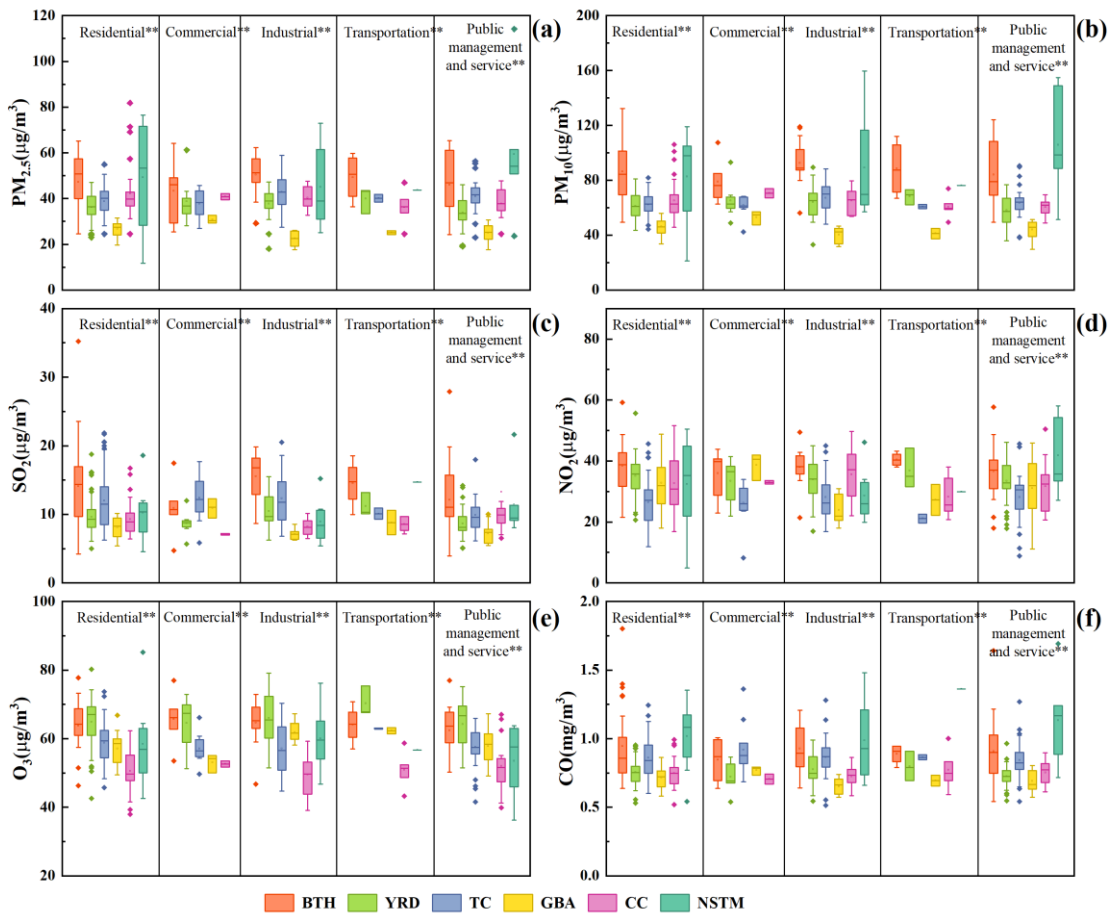 120
100
80
60
40
20
0
PM2.5(μg/m³)
Residential**
Commercial**
Industrial**
Transportation**
Public
management
and service**
(a)
200
160
120
80
40
0
PM10(μg/m³)
Residential**
Commercial**
Industrial**
Transportation**
Public
management
and service**
(b)
40
30
20
10
0
SO2(μg/m³)
Residential**
Commercial**
Industrial**
Transportation**
Public
management
and service**
(c)
80
60
40
20
0
NO2(μg/m³)
Residential**
Commercial**
Industrial**
Transportation**
Public
management
and service**
(d)
100
80
60
40
20
O3(μg/m³)
Residential**
Commercial**
Industrial**
Transportation**
Public
management
and service**
(e)
2.0
1.5
1.0
0.5
0.0
CO(mg/m³)
Residential**
Commercial**
Industrial**
Transportation**
Public
management
and service**
(f)
BTH YRD TC GBA CC NSTM